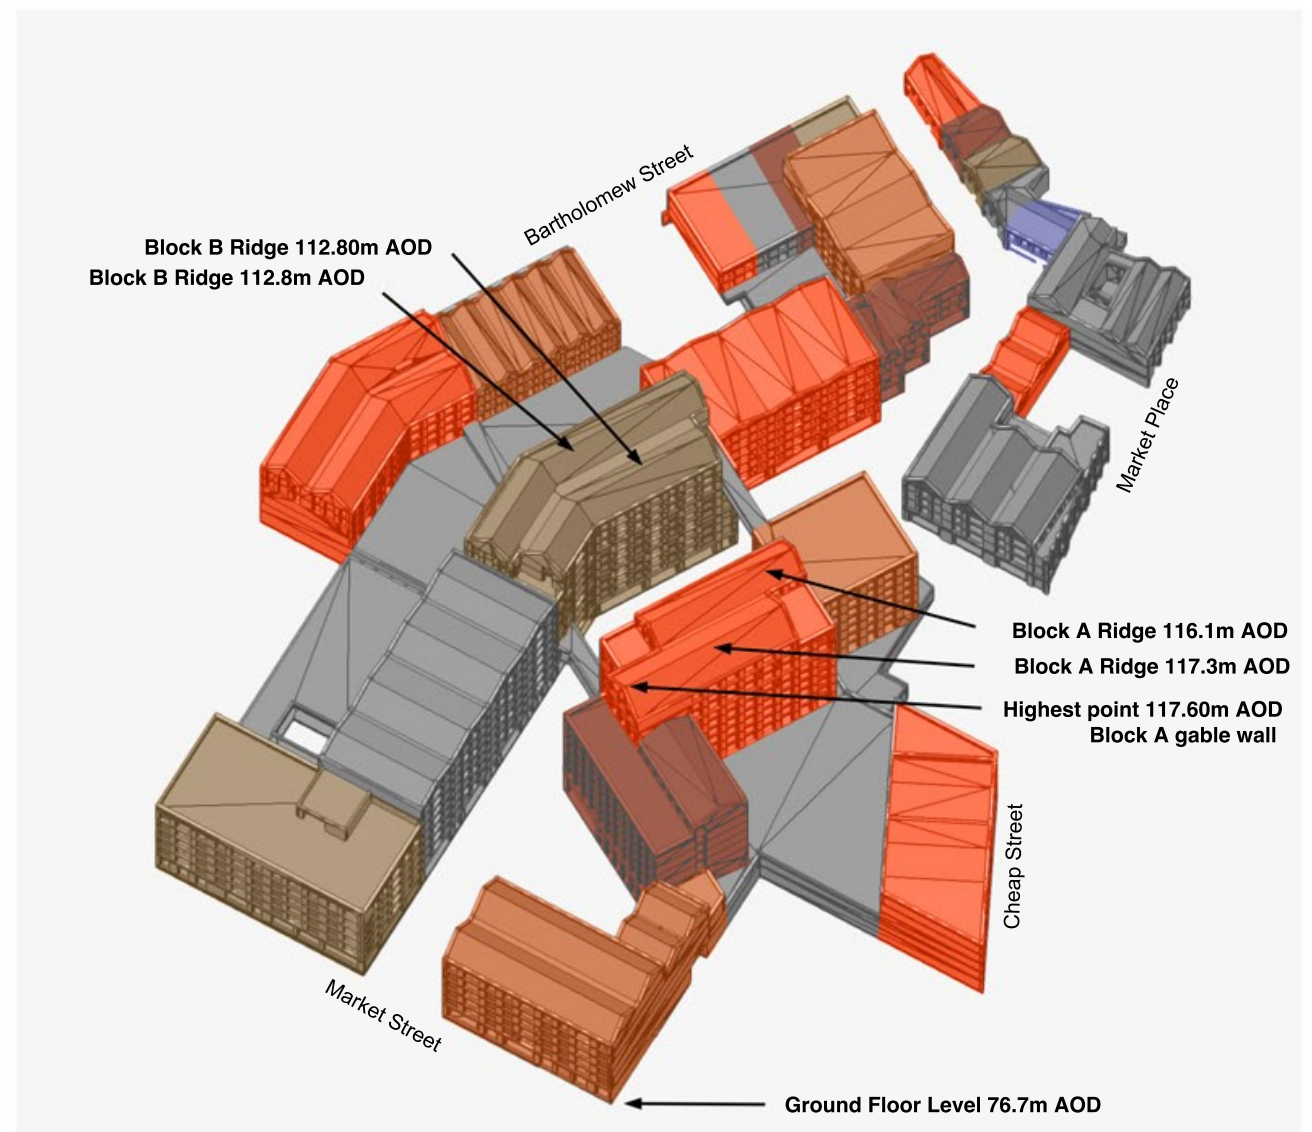 Bartholomew Street
Block B Ridge 112.80m AOD
Block B Ridge 112.8m AOD
Market Place
Block A Ridge 116.1m AOD
Block A Ridge 117.3m AOD
Highest point 117.60m AOD
Block A gable wall
Cheap Street
Market Street
Ground Floor Level 76.7m AOD